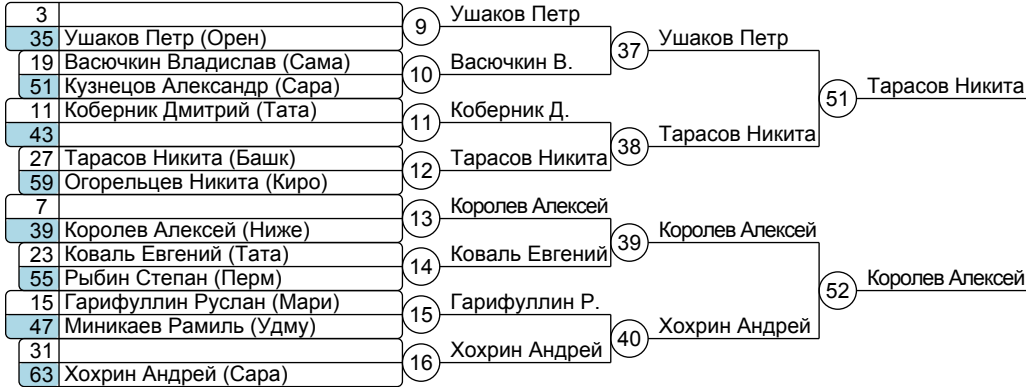 3
35 Ушаков Петр (Орен)
19 Васючкин Владислав (Сама)
51 Кузнецов Александр (Сара)
11 Коберник Дмитрий (Тата)
43
27 Тарасов Никита (Башк)
59 Огорельцев Никита (Киро)
7
39 Королев Алексей (Ниже)
23 Коваль Евгений (Тата)
55 Рыбин Степан (Перм)
15 Гарифуллин Руслан (Мари)
47 Миникаев Рамиль (Удму)
31
63 Хохрин Андрей (Сара)
9 Ушаков Петр
10 Васючкин В.
11 Коберник Д.
12 Тарасов Никита
13 Королев Алексей
14 Коваль Евгений
15 Гарифуллин Р.
16 Хохрин Андрей
37 Ушаков Петр
38 Тарасов Никита
39 Королев Алексей
40 Хохрин Андрей
51 Тарасов Никита
52 Королев Алексей